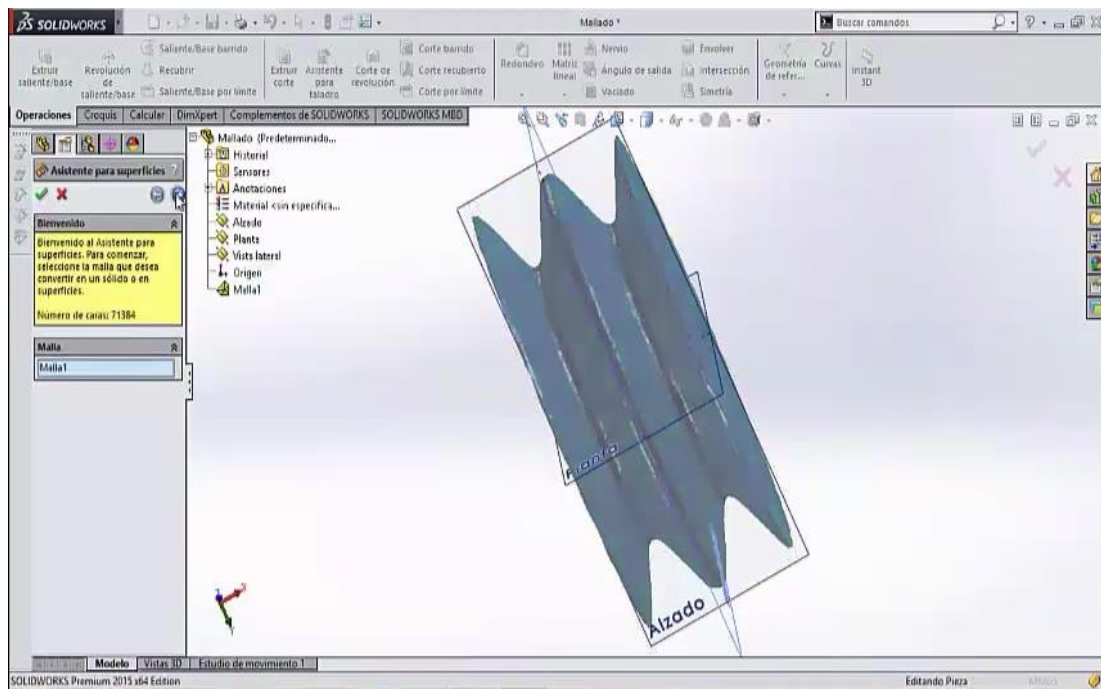 SOLIDWORKS
Mallado *
Buscar comandos
Extruir saliente/base
Revolución de saliente/base
Saliente/Base barrido
Recubrir
Saliente/Base por límite
Extruir corte
Asistente para taladro
Corte de revolución
Corte barrido
Corte recubierto
Corte por límite
Redondeo
Matriz lineal
Nervio
Ángulo de salida
Vaciado
Envolver
Intersección
Simetría
Geometría de refer...
Curvas
Instant 3D
Operaciones
Croquis
Calcular
DimXpert
Complementos de SOLIDWORKS
SOLIDWORKS MBD
Asistente para superficies ?
Bienvenido
Bienvenido al Asistente para
superficies. Para comenzar,
seleccione la malla que desea
convertir en un sólido o en
superficies.
Número de caras: 71384
Malla
Malla1
Mallado (Predeterminado...
Historial
Sensores
Anotaciones
Material <sin especifica...
Alzado
Planta
Vista lateral
Origen
Malla1
Planta
Alzado
Modelo
Vistas 3D
Estudio de movimiento 1
SOLIDWORKS Premium 2015 x64 Edition
Editando Pieza